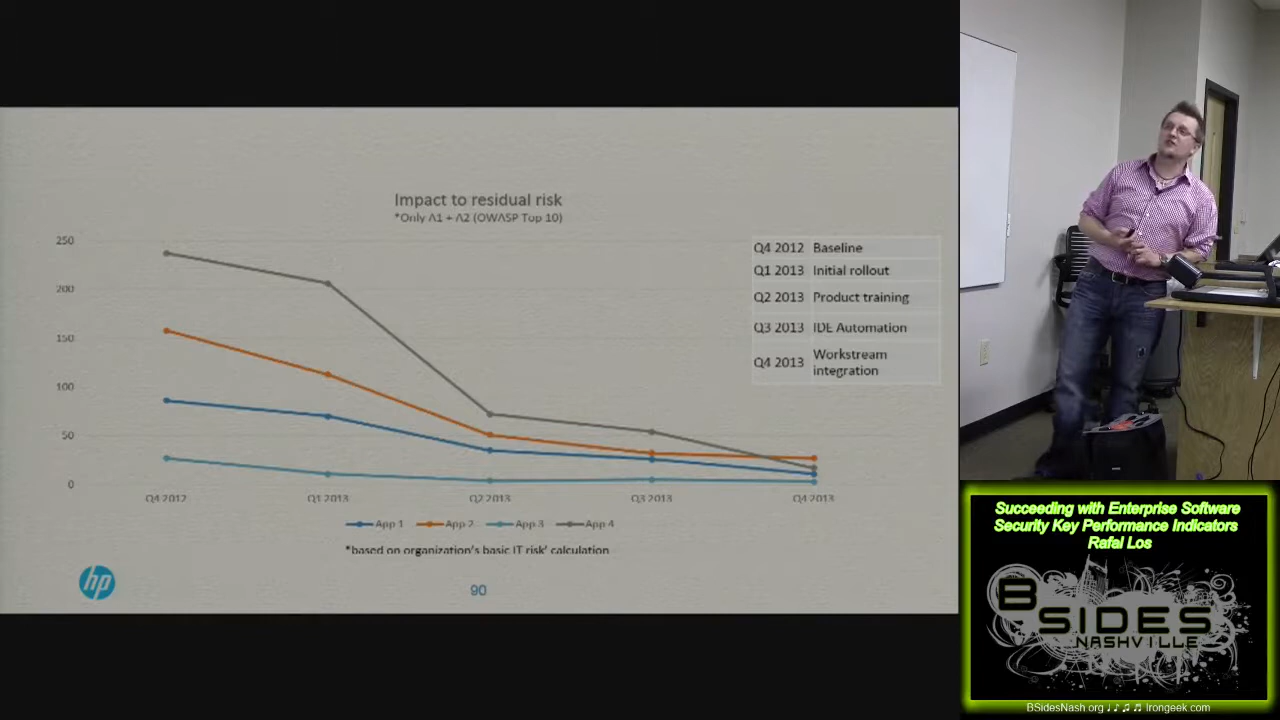 Impact to residual risk
*Only A1 + A2 (OWASP Top 10)
250
200
150
100
50
0
Q4 2012
Q1 2013
Q2 2013
Q3 2013
Q4 2013
App 1
App 2
App 3
App 4
*based on organization's basic IT risk' calculation
Q4 2012 Baseline
Q1 2013 Initial rollout
Q2 2013 Product training
Q3 2013 IDE Automation
Q4 2013 Workstream
integration
hp
90
Succeeding with Enterprise Software
Security Key Performance Indicators
Rafal Los
BSIDES
NASHVILLE
BSidesNash.org ♩ ♪ ♫ ♬ Irongeek.com